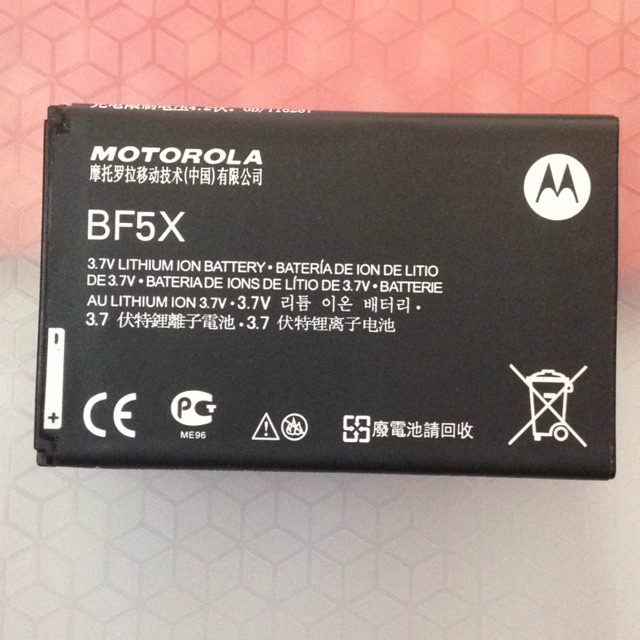 MOTOROLA
摩托罗拉移动技术(中国)有限公司
BF5X
3.7V LITHIUM ION BATTERY • BATERÍA DE ION DE LITIO
DE 3.7V • BATERIA DE IONS DE LÍTIO DE 3.7V • BATTERIE
AU LITHIUM ION 3.7V • 3.7V 리튬 이온 배터리 •
3.7 伏特鋰離子電池 • 3.7 伏特锂离子电池
- +
CE PG
ME96
廢電池請回收